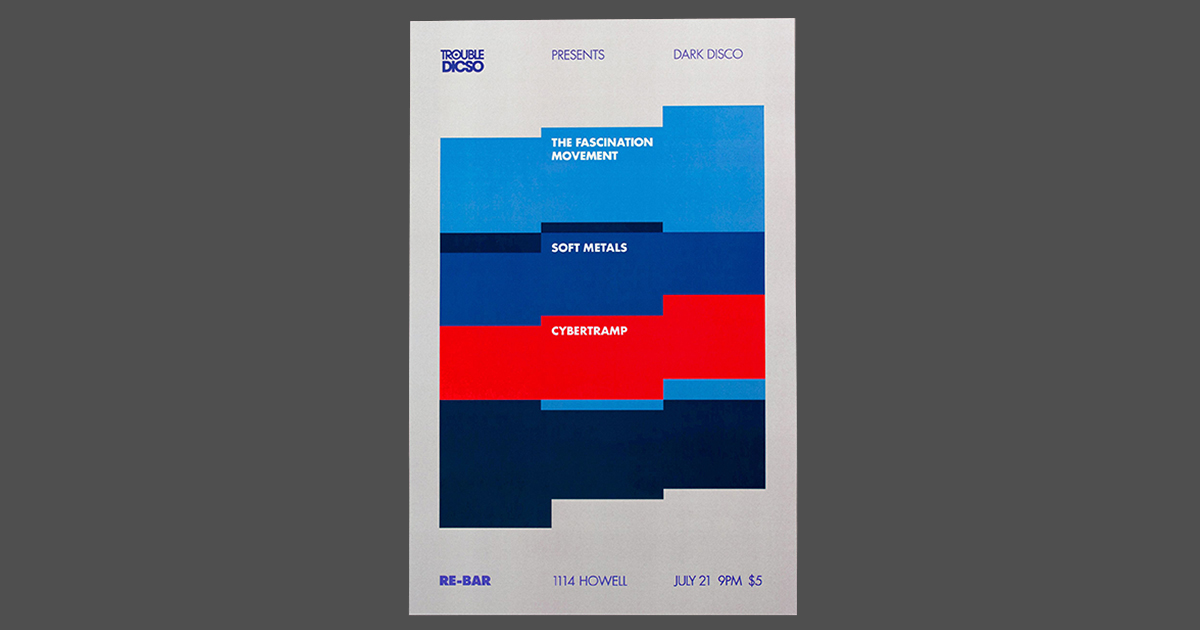 TROUBLE
DICSO
PRESENTS
DARK DISCO
THE FASCINATION
MOVEMENT
SOFT METALS
CYBERTRAMP
RE-BAR
1114 HOWELL
JULY 21 9PM $5